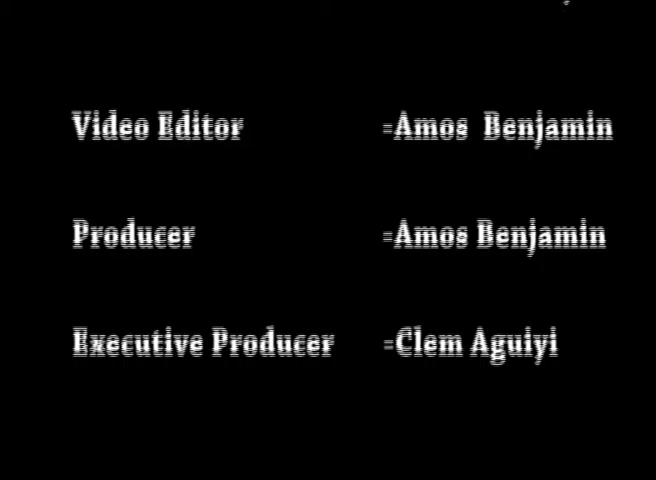 Video Editor =Amos Benjamin
Producer =Amos Benjamin
Executive Producer =Clem Aguiyi